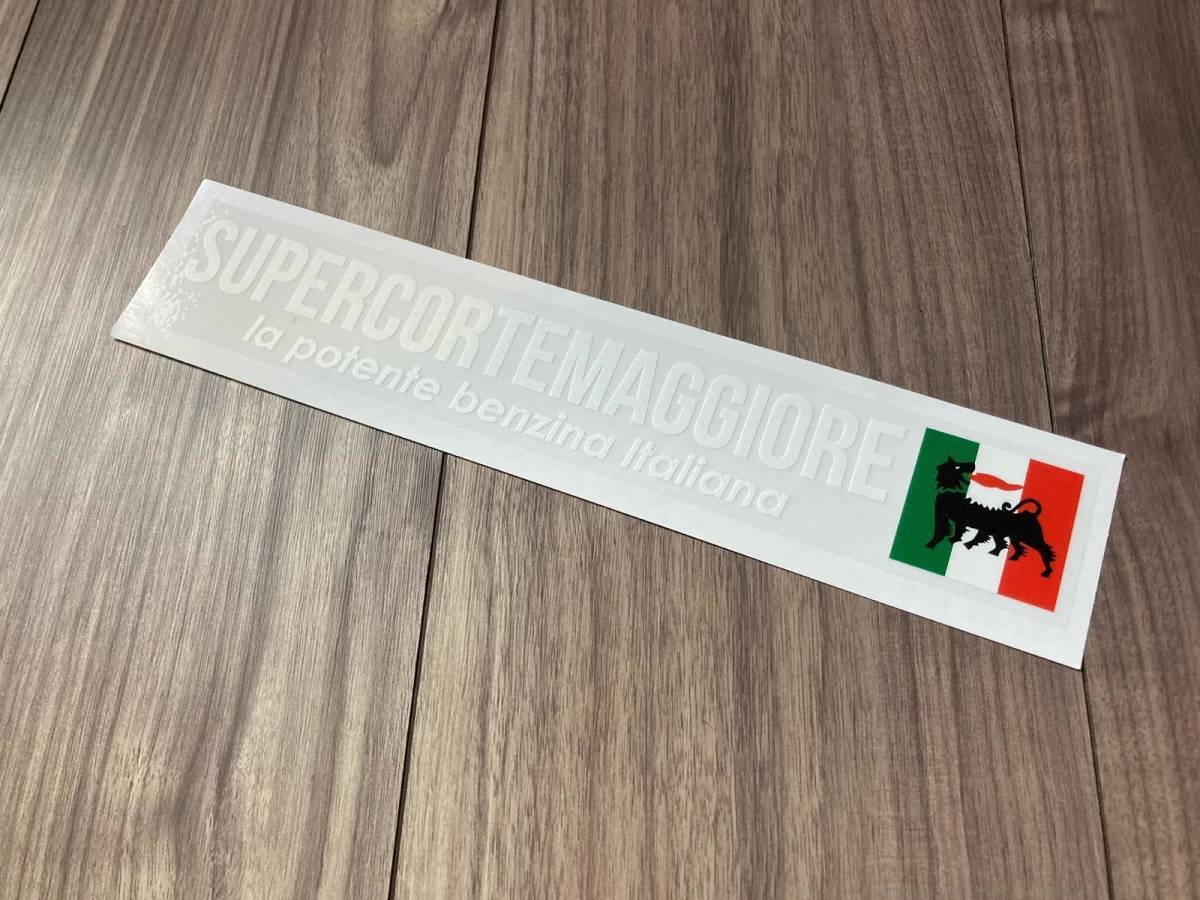 SUPERCORTEMAGGIORE
la potente benzina Italiana